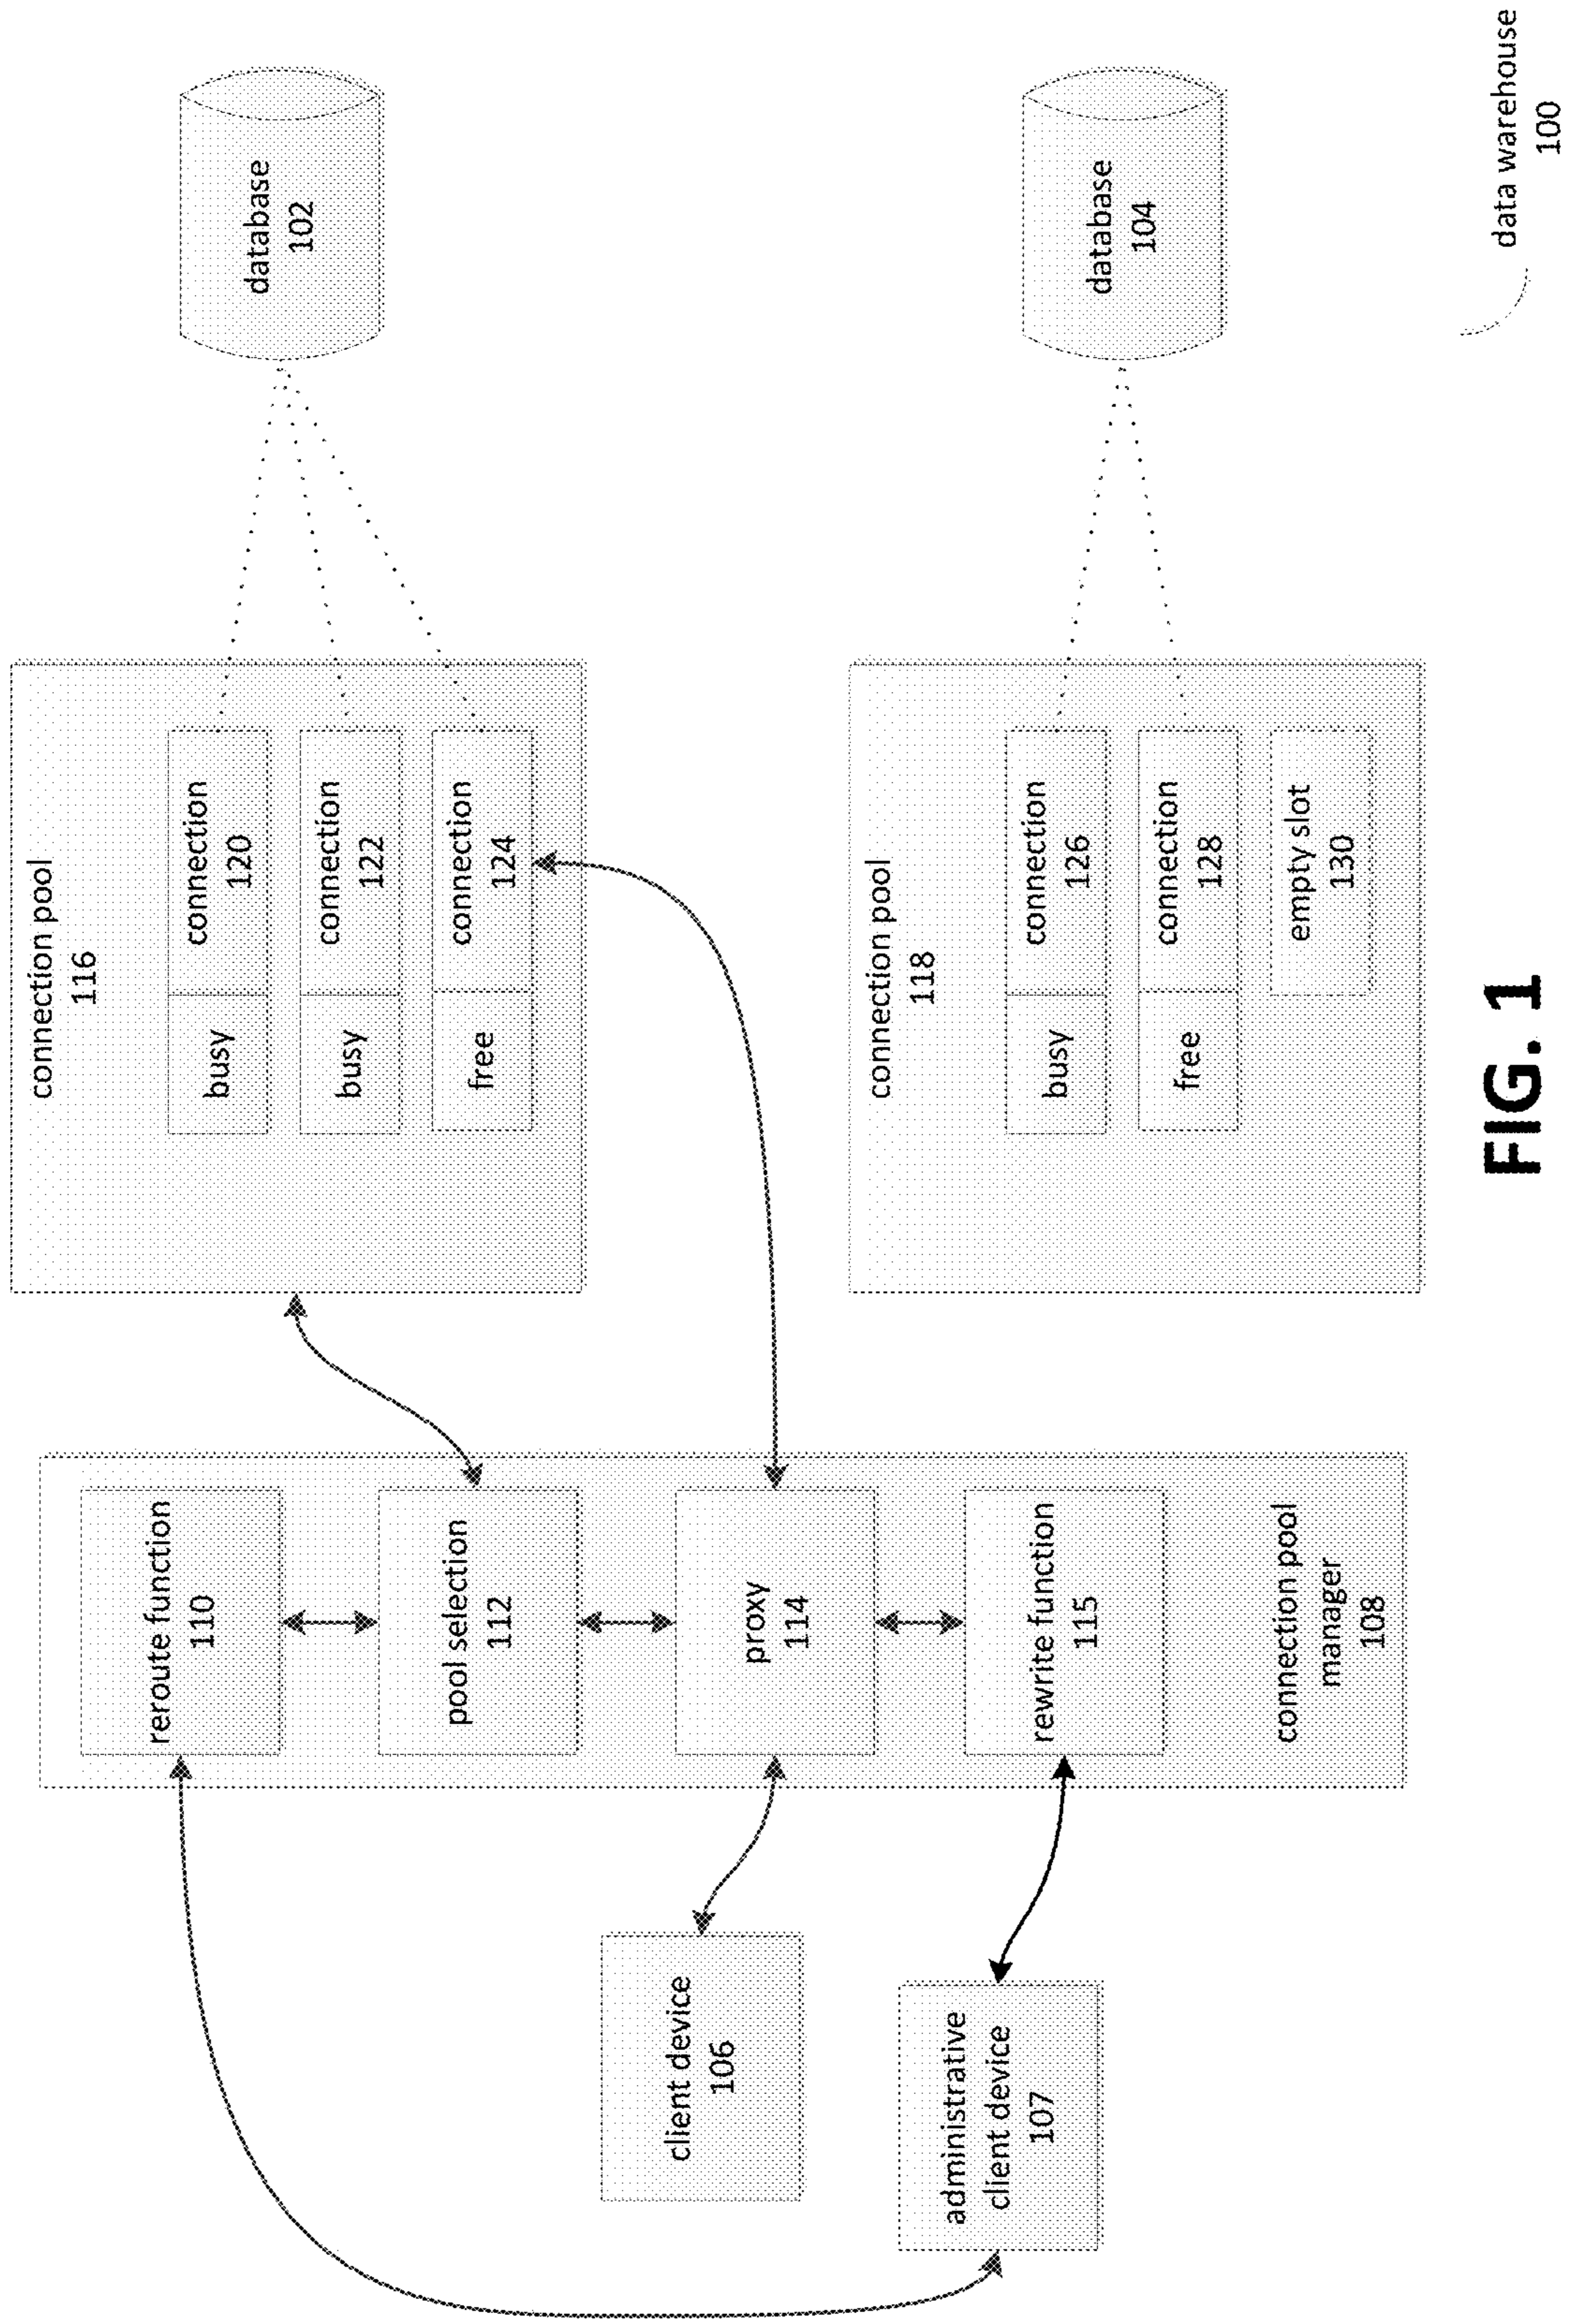 reroute function
110
pool selection
112
proxy
114
rewrite function
115
connection pool
manager
108
client device
106
administrative
client device
107
connection pool
116
busy
connection
120
busy
connection
122
free
connection
124
connection pool
118
busy
connection
126
free
connection
128
empty slot
130
database
102
database
104
data warehouse
100
FIG. 1